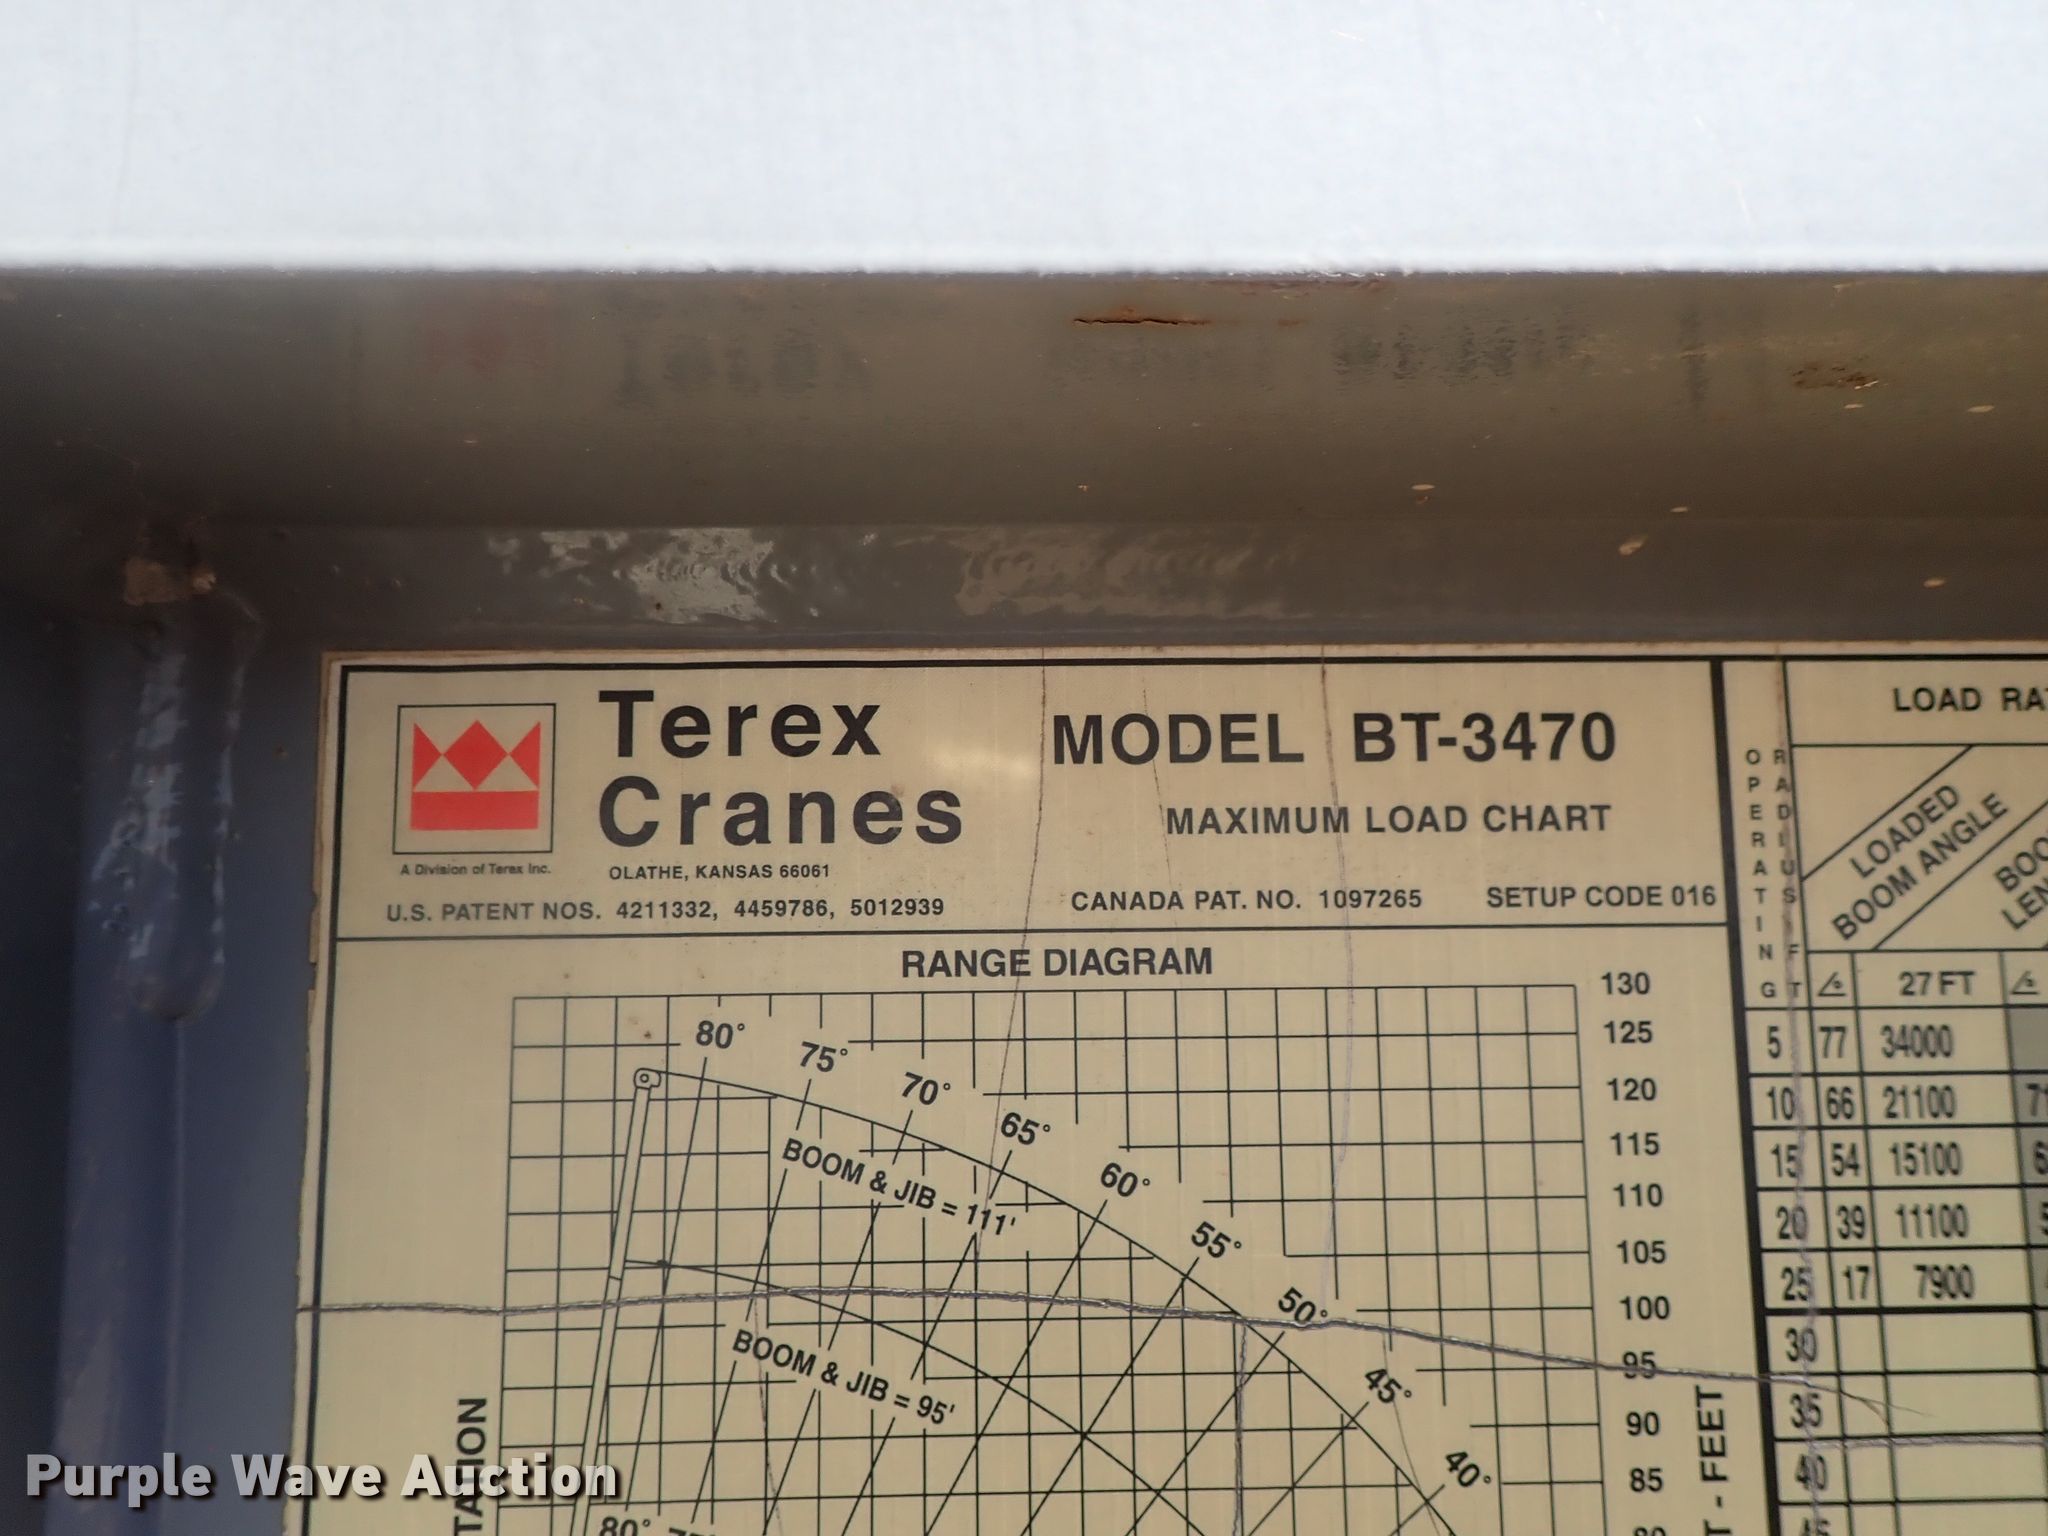 Terex
Cranes
A Division of Terex Inc.
OLATHE, KANSAS 66061
U.S. PATENT NOS. 4211332, 4459786, 5012939
MODEL BT-3470
MAXIMUM LOAD CHART
CANADA PAT. NO. 1097265 SETUP CODE 016
RANGE DIAGRAM
130
125
120
115
110
105
100
95
90
85
80
80°
75°
70°
65°
60°
55°
50°
45°
40°
BOOM & JIB = 111'
BOOM & JIB = 95'
80°
- FEET
LOAD
OPERATING
RADIUS FT
LOADED
BOOM ANGLE
27 FT
5 77 34000
10 66 21100
15 54 15100
20 39 11100
25 17 7900
30
35
40
Purple Wave Auction